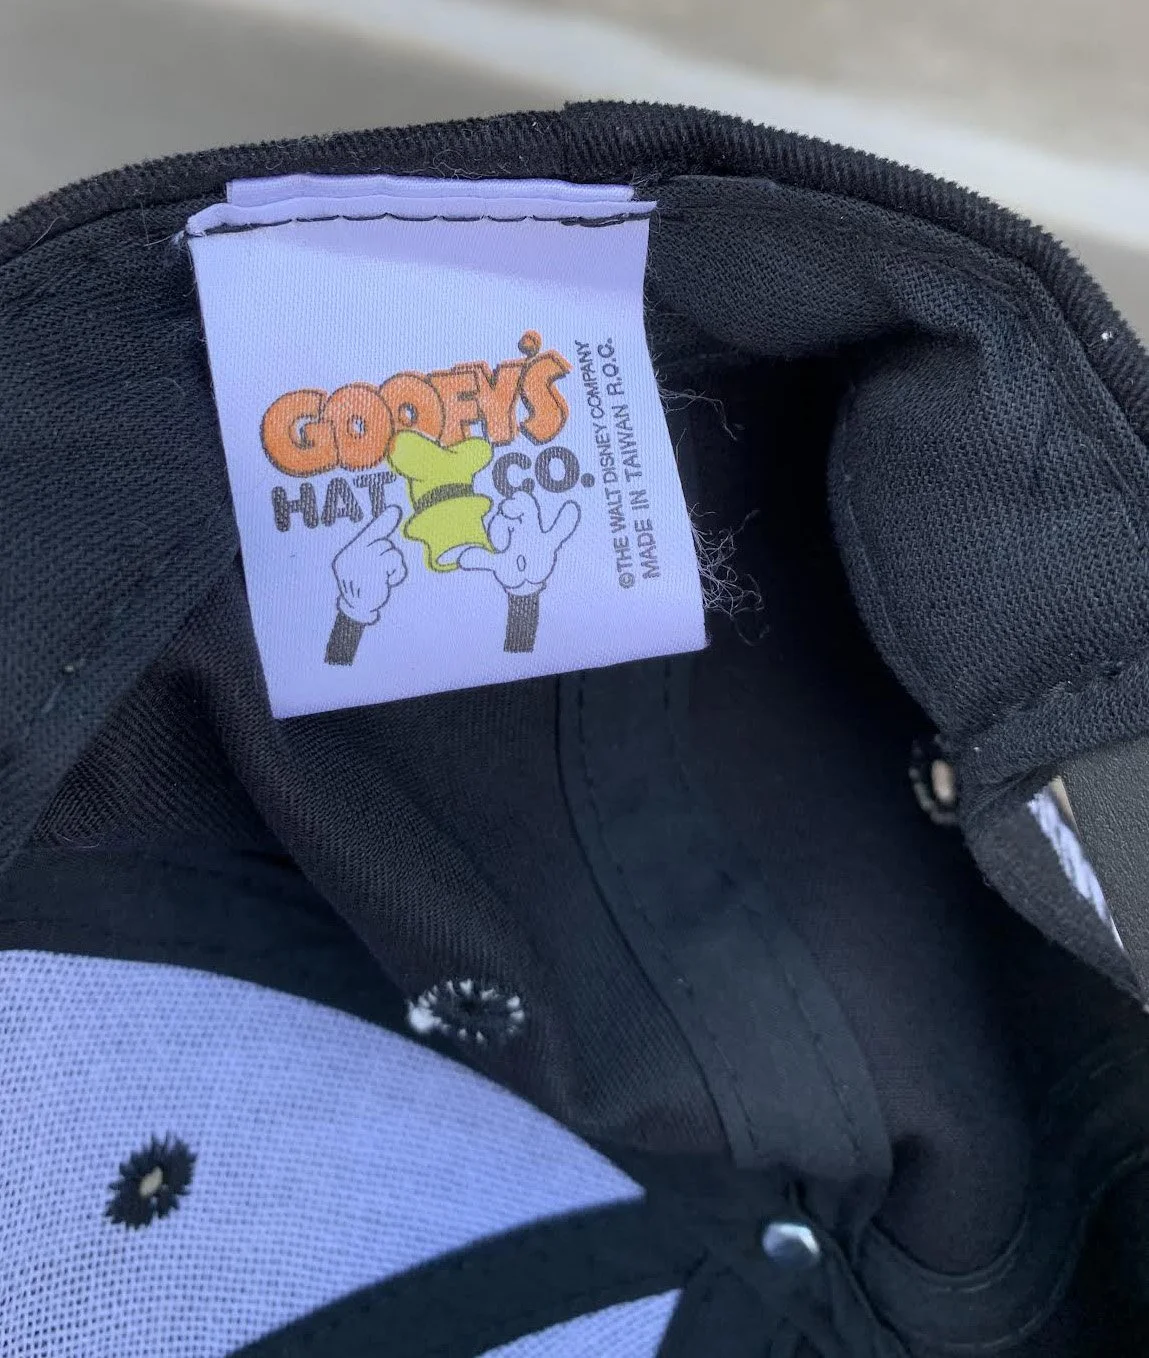 GOOFY'S
HAT CO.
©THE WALT DISNEY COMPANY
MADE IN TAIWAN R.O.C.